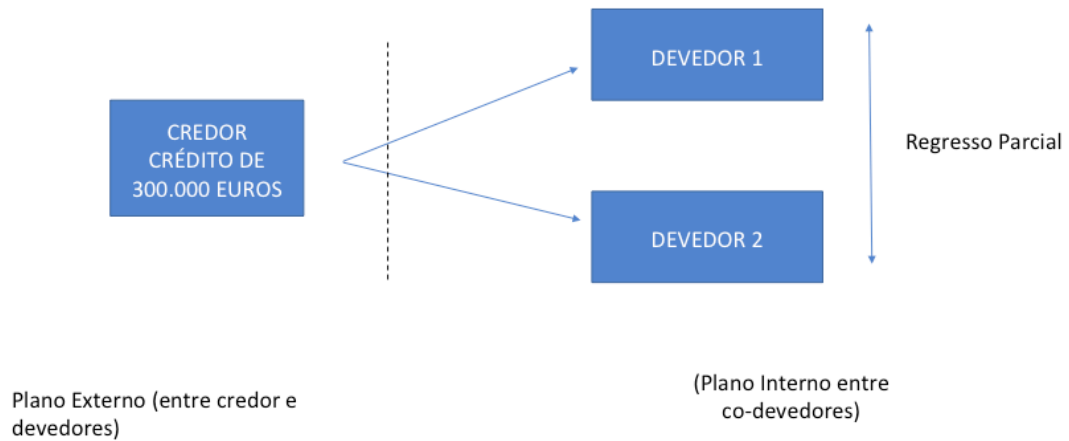 DEVEDOR 1
CREDOR
CRÉDITO DE
300.000 EUROS
Regresso Parcial
DEVEDOR 2
Plano Externo (entre credor e
devedores)
(Plano Interno entre
co-devedores)